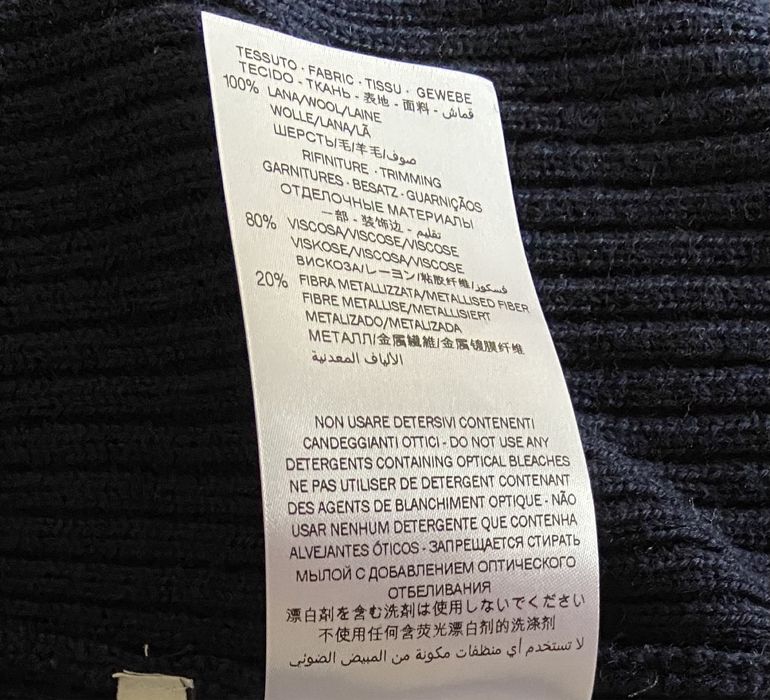 TESSUTO · FABRIC · TISSU · GEWEBE
TECIDO · ТКАНЬ · 表地 · 面料 · قماش
100% LANA/WOOL/LAINE
WOLLE/LANA/LÃ
ШЕРСТЬ/毛/羊毛/صوف
RIFINITURE · TRIMMING
GARNITURES · BESATZ · GUARNIÇÃOS
ОТДЕЛОЧНЫЕ МАТЕРИАЛЫ
一部 · 装饰边 · تقليم
80% VISCOSA/VISCOSE/VISCOSE
VISKOSE/VISCOSA/VISCOSE
ВИСКОЗА/レーヨン/粘胶纤维/فسكوز
20% FIBRA METALLIZZATA/METALLISED FIBER
FIBRE METALLISE/METALLISIERT
METALIZADO/METALIZADA
МЕТАЛЛ/金属繊維/金属镀膜纤维
الألياف المعدنية
NON USARE DETERSIVI CONTENENTI
CANDEGGIANTI OTTICI - DO NOT USE ANY
DETERGENTS CONTAINING OPTICAL BLEACHES
NE PAS UTILISER DE DETERGENT CONTENANT
DES AGENTS DE BLANCHIMENT OPTIQUE - NÃO
USAR NENHUM DETERGENTE QUE CONTENHA
ALVEJANTES ÓTICOS - ЗАПРЕЩАЕТСЯ СТИРАТЬ
МЫЛОЙ С ДОБАВЛЕНИЕМ ОПТИЧЕСКОГО
ОТБЕЛИВАНИЯ
漂白剤を含む洗剤は使用しないでください
不使用任何含荧光漂白剂的洗涤剂
لا تستخدم أي منظفات مكونة من المبيض الضوئي